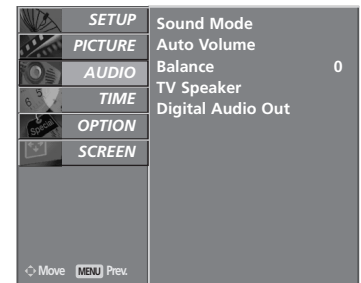 SETUP
PICTURE
AUDIO
TIME
OPTION
SCREEN
Move MENU Prev.
Sound Mode
Auto Volume
Balance 0
TV Speaker
Digital Audio Out